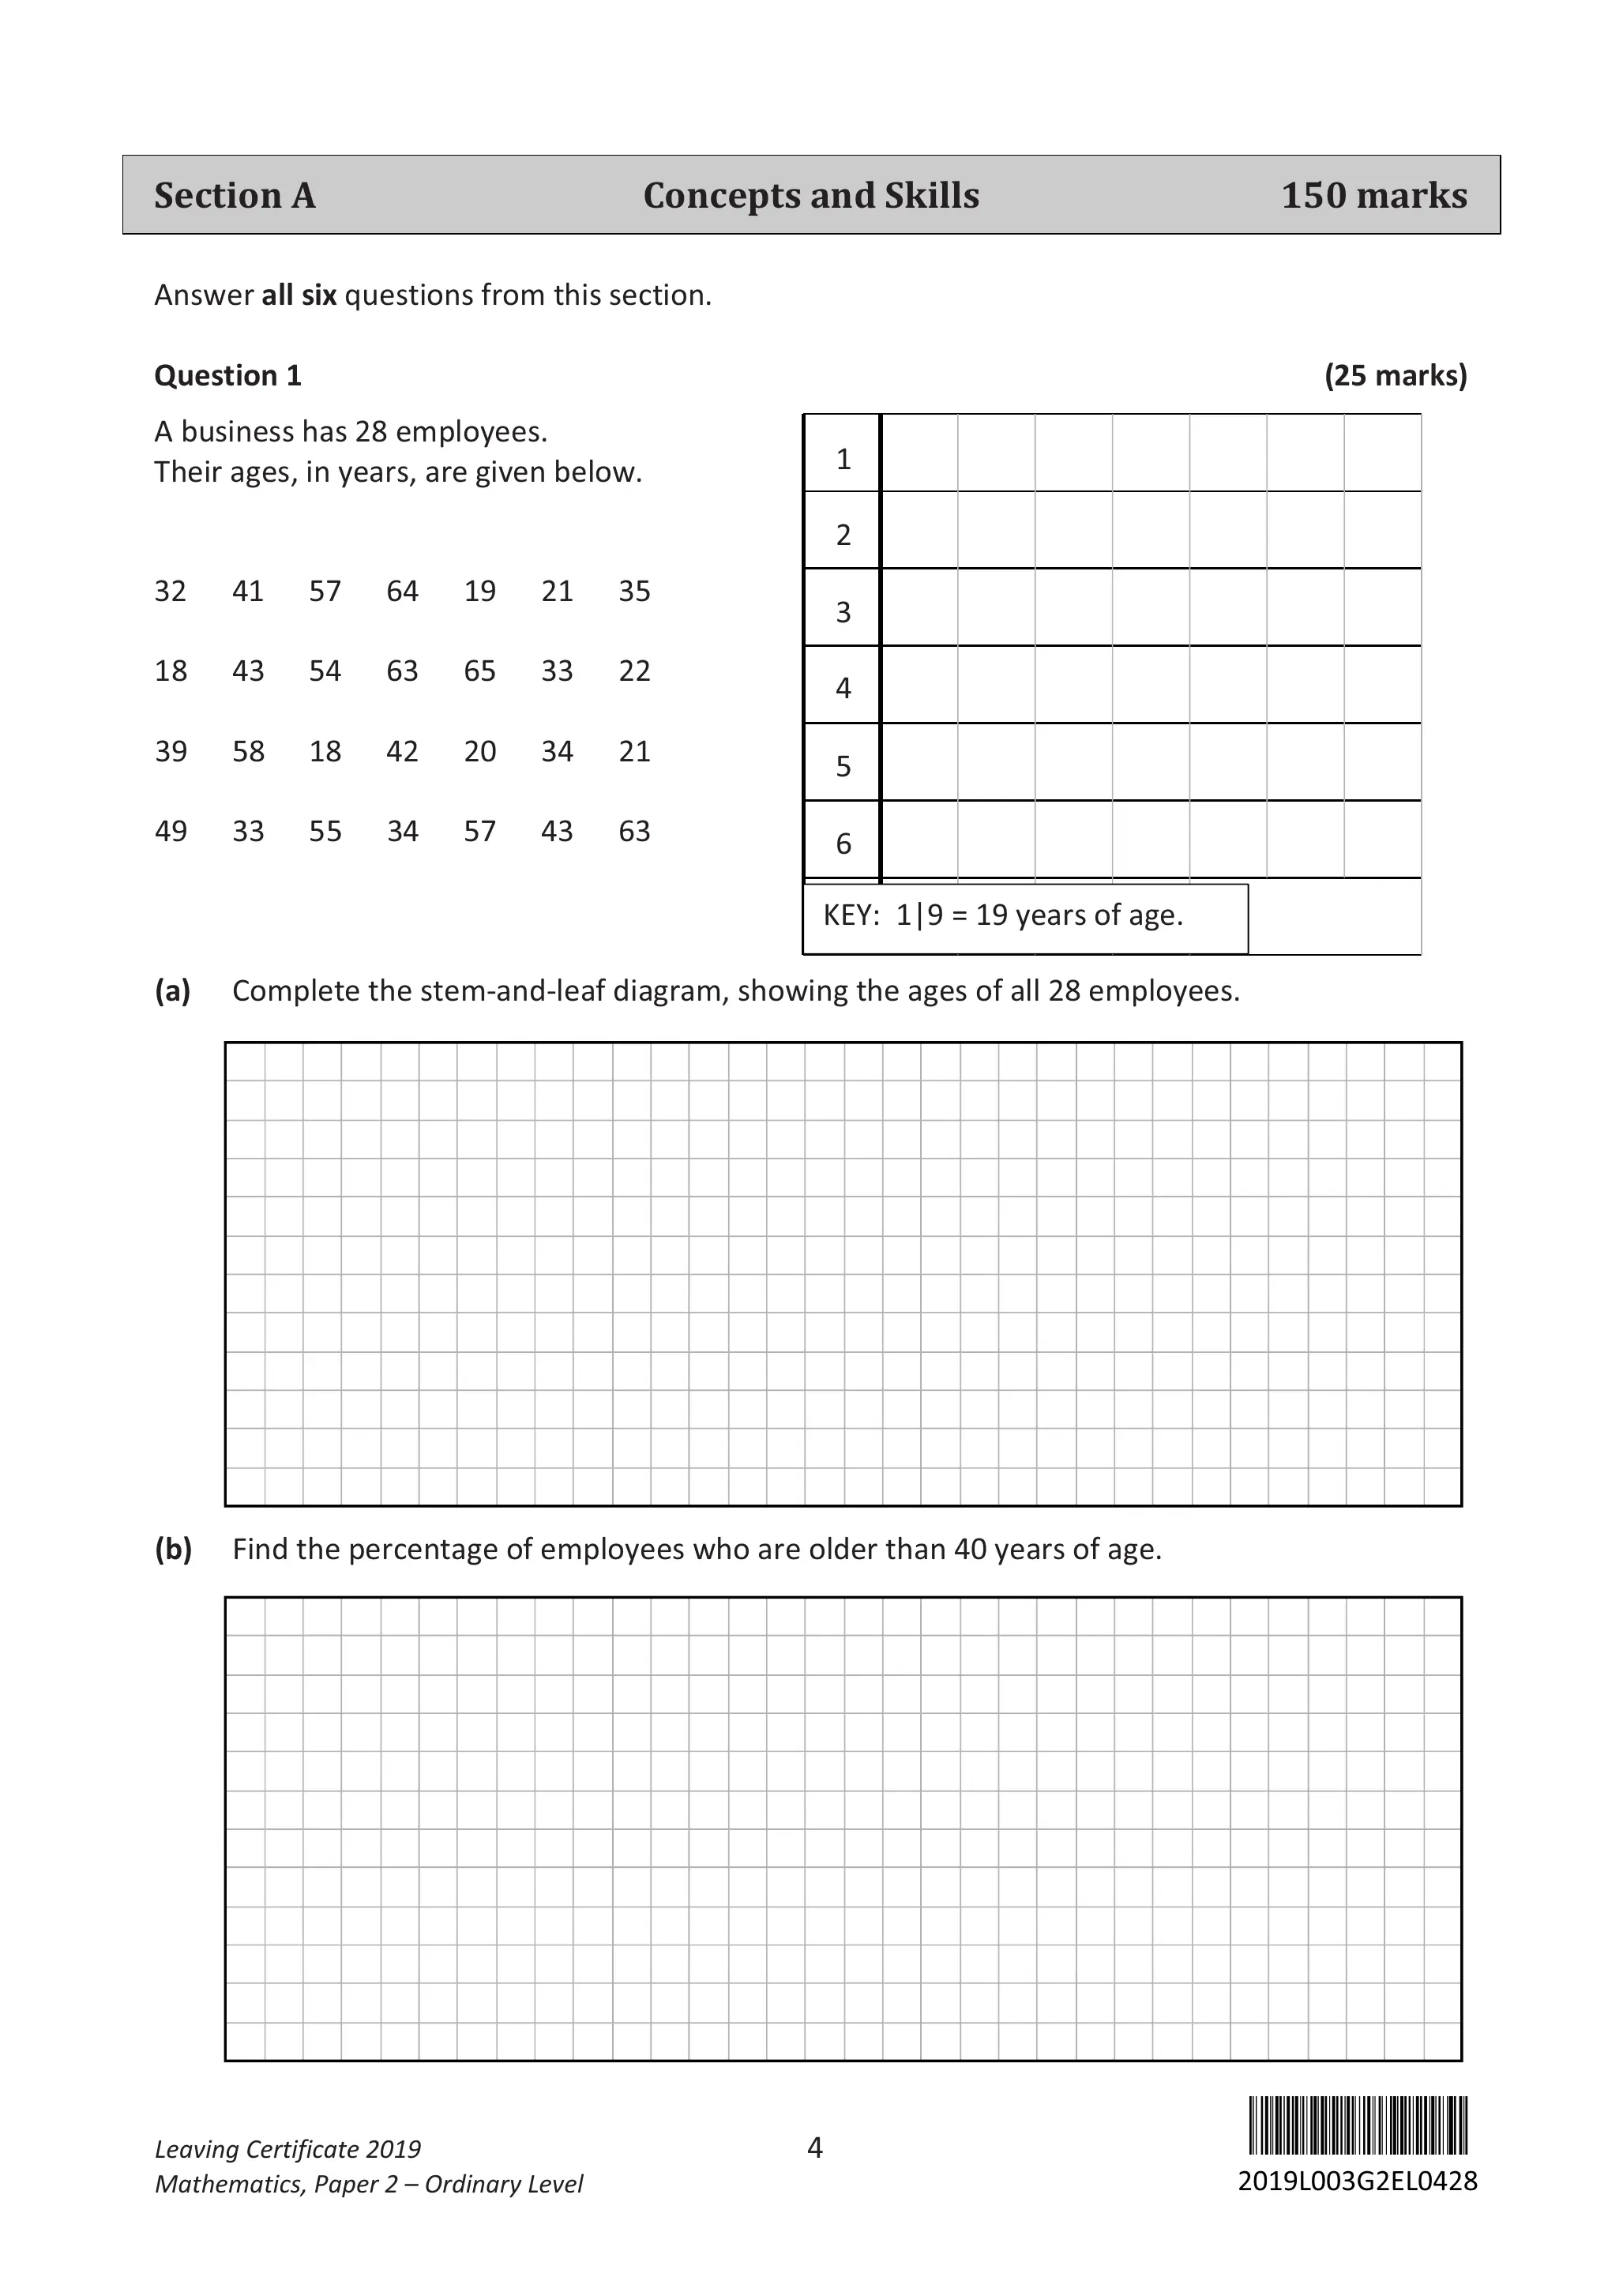 Section A Concepts and Skills 150 marks
Answer all six questions from this section.
Question 1 (25 marks)
A business has 28 employees.
Their ages, in years, are given below.
32 41 57 64 19 21 35
18 43 54 63 65 33 22
39 58 18 42 20 34 21
49 33 55 34 57 43 63
1
2
3
4
5
6
KEY: 1|9 = 19 years of age.
(a) Complete the stem-and-leaf diagram, showing the ages of all 28 employees.
(b) Find the percentage of employees who are older than 40 years of age.
Leaving Certificate 2019
Mathematics, Paper 2 – Ordinary Level
4
2019L003G2EL0428